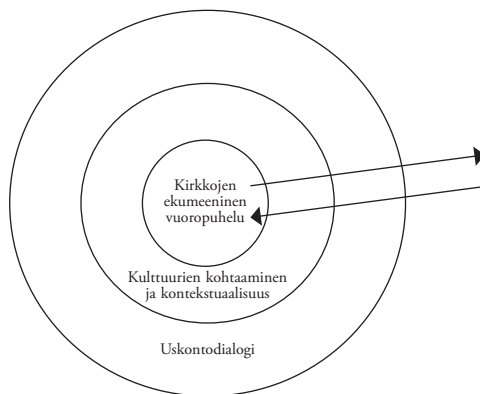 Kirkkojen
ekumeeninen
vuoropuhelu
Kulttuurien kohtaaminen
ja kontekstuaalisuus
Uskontodialogi